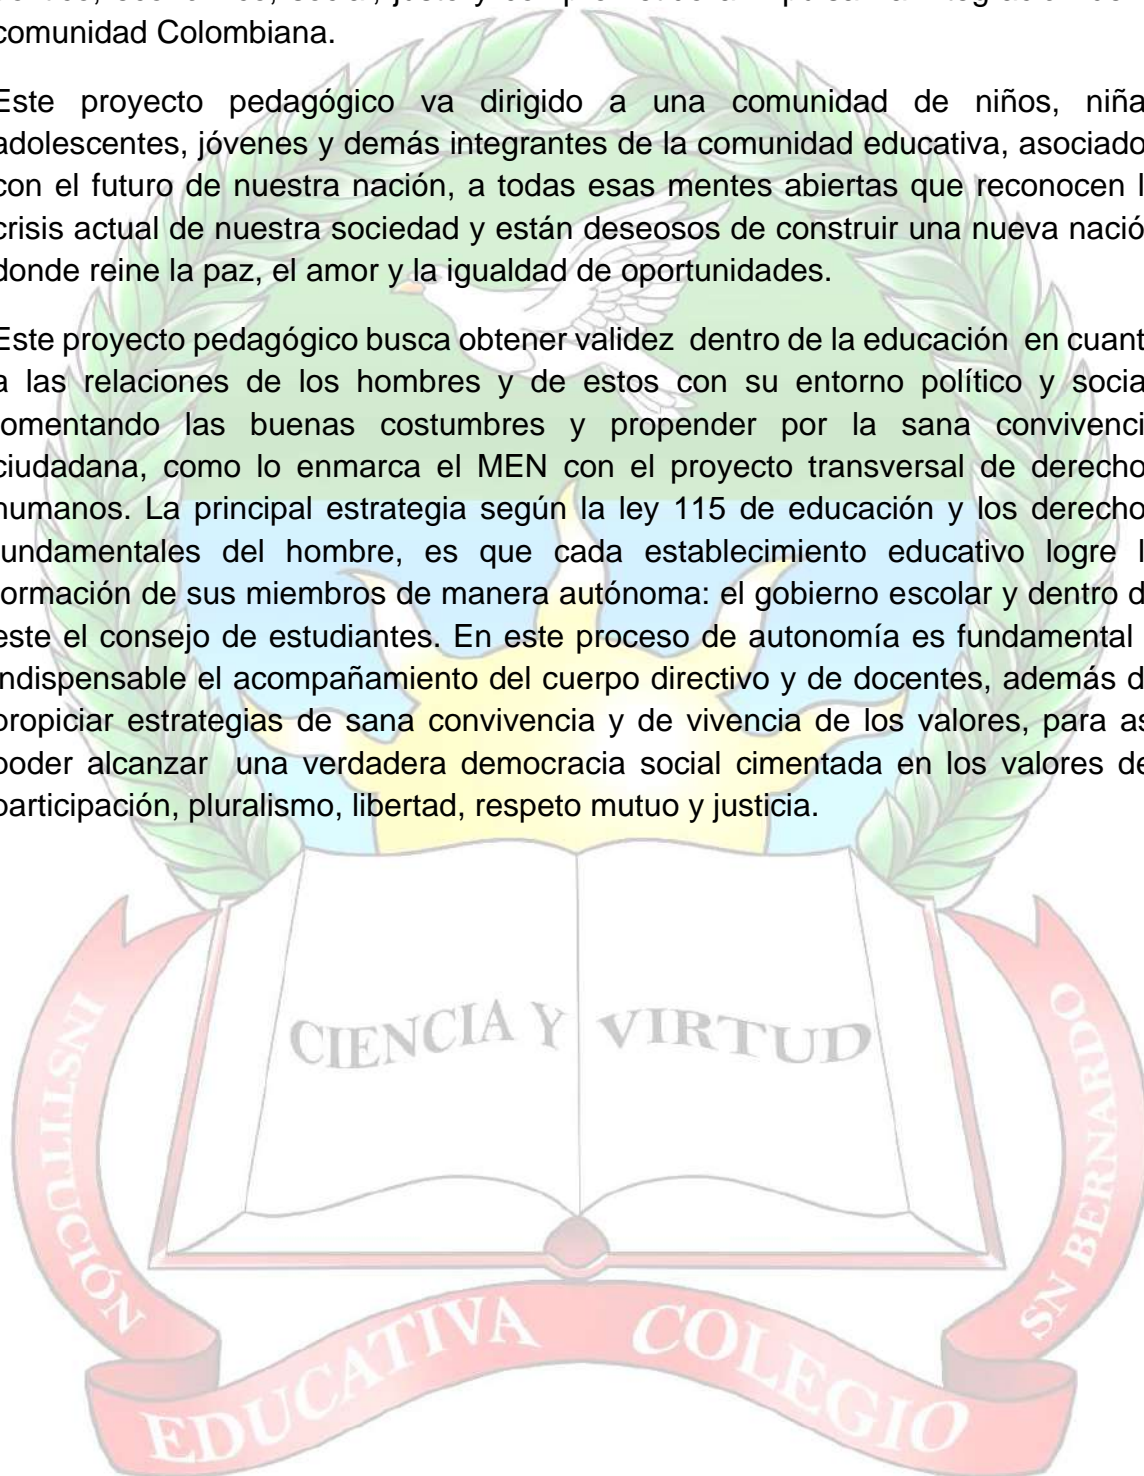 comunidad Colombiana.
Este proyecto pedagógico va dirigido a una comunidad de niños, niña
adolescentes, jóvenes y demás integrantes de la comunidad educativa, asociado
con el futuro de nuestra nación, a todas esas mentes abiertas que reconocen l
crisis actual de nuestra sociedad y están deseosos de construir una nueva nació
donde reine la paz, el amor y la igualdad de oportunidades.
Este proyecto pedagógico busca obtener validez dentro de la educación en cuant
a las relaciones de los hombres y de estos con su entorno político y socia
fomentando las buenas costumbres y propender por la sana convivenci
ciudadana, como lo enmarca el MEN con el proyecto transversal de derecho
humanos. La principal estrategia según la ley 115 de educación y los derecho
fundamentales del hombre, es que cada establecimiento educativo logre l
formación de sus miembros de manera autónoma: el gobierno escolar y dentro d
este el consejo de estudiantes. En este proceso de autonomía es fundamental
indispensable el acompañamiento del cuerpo directivo y de docentes, además d
propiciar estrategias de sana convivencia y de vivencia de los valores, para as
poder alcanzar una verdadera democracia social cimentada en los valores de
participación, pluralismo, libertad, respeto mutuo y justicia.
CIENCIA Y VIRTUD
INSTITUCIÓN EDUCATIVA COLEGIO SN BERNARDO